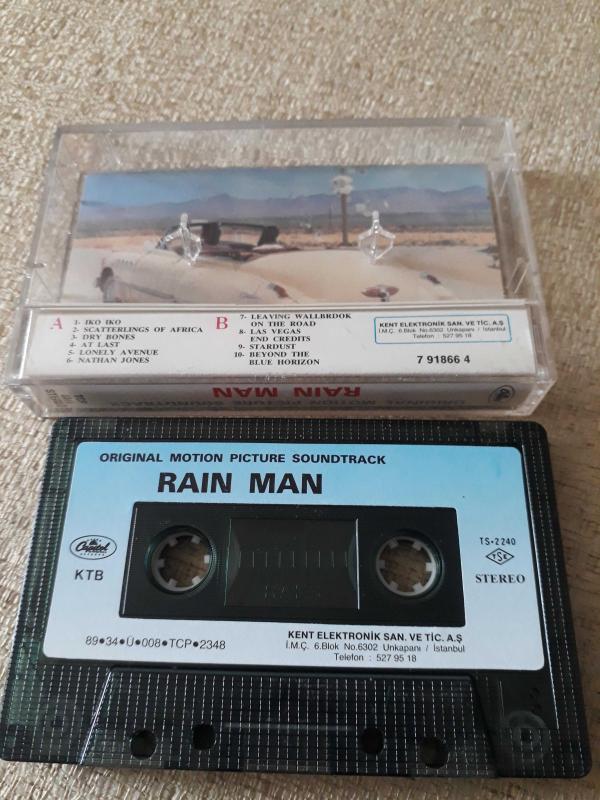 A
1- IKO IKO
2- SCATTERLINGS OF AFRICA
3- DRY BONES
4- AT LAST
5- LONELY AVENUE
6- NATHAN JONES
B
7- LEAVING WALLBRDOK
ON THE ROAD
8- LAS VEGAS
END CREDITS
9- STARDUST
10- BEYOND THE
BLUE HORIZON
KENT ELEKTRONİK SAN. VE TİC. A.Ş
İ.M.Ç. 6.Blok No.6302 Unkapanı / İstanbul
Telefon : 527 95 18
7 91866 4
ORIGINAL MOTION PICTURE SOUNDTRACK
RAIN MAN
ORIGINAL MOTION PICTURE SOUNDTRACK
RAIN MAN
Capitol
KTB
TS-2240
TSE
STEREO
89●34●Ü●008●TCP●2348
KENT ELEKTRONİK SAN. VE TİC. A.Ş
İ.M.Ç. 6.Blok No.6302 Unkapanı / İstanbul
Telefon : 527 95 18